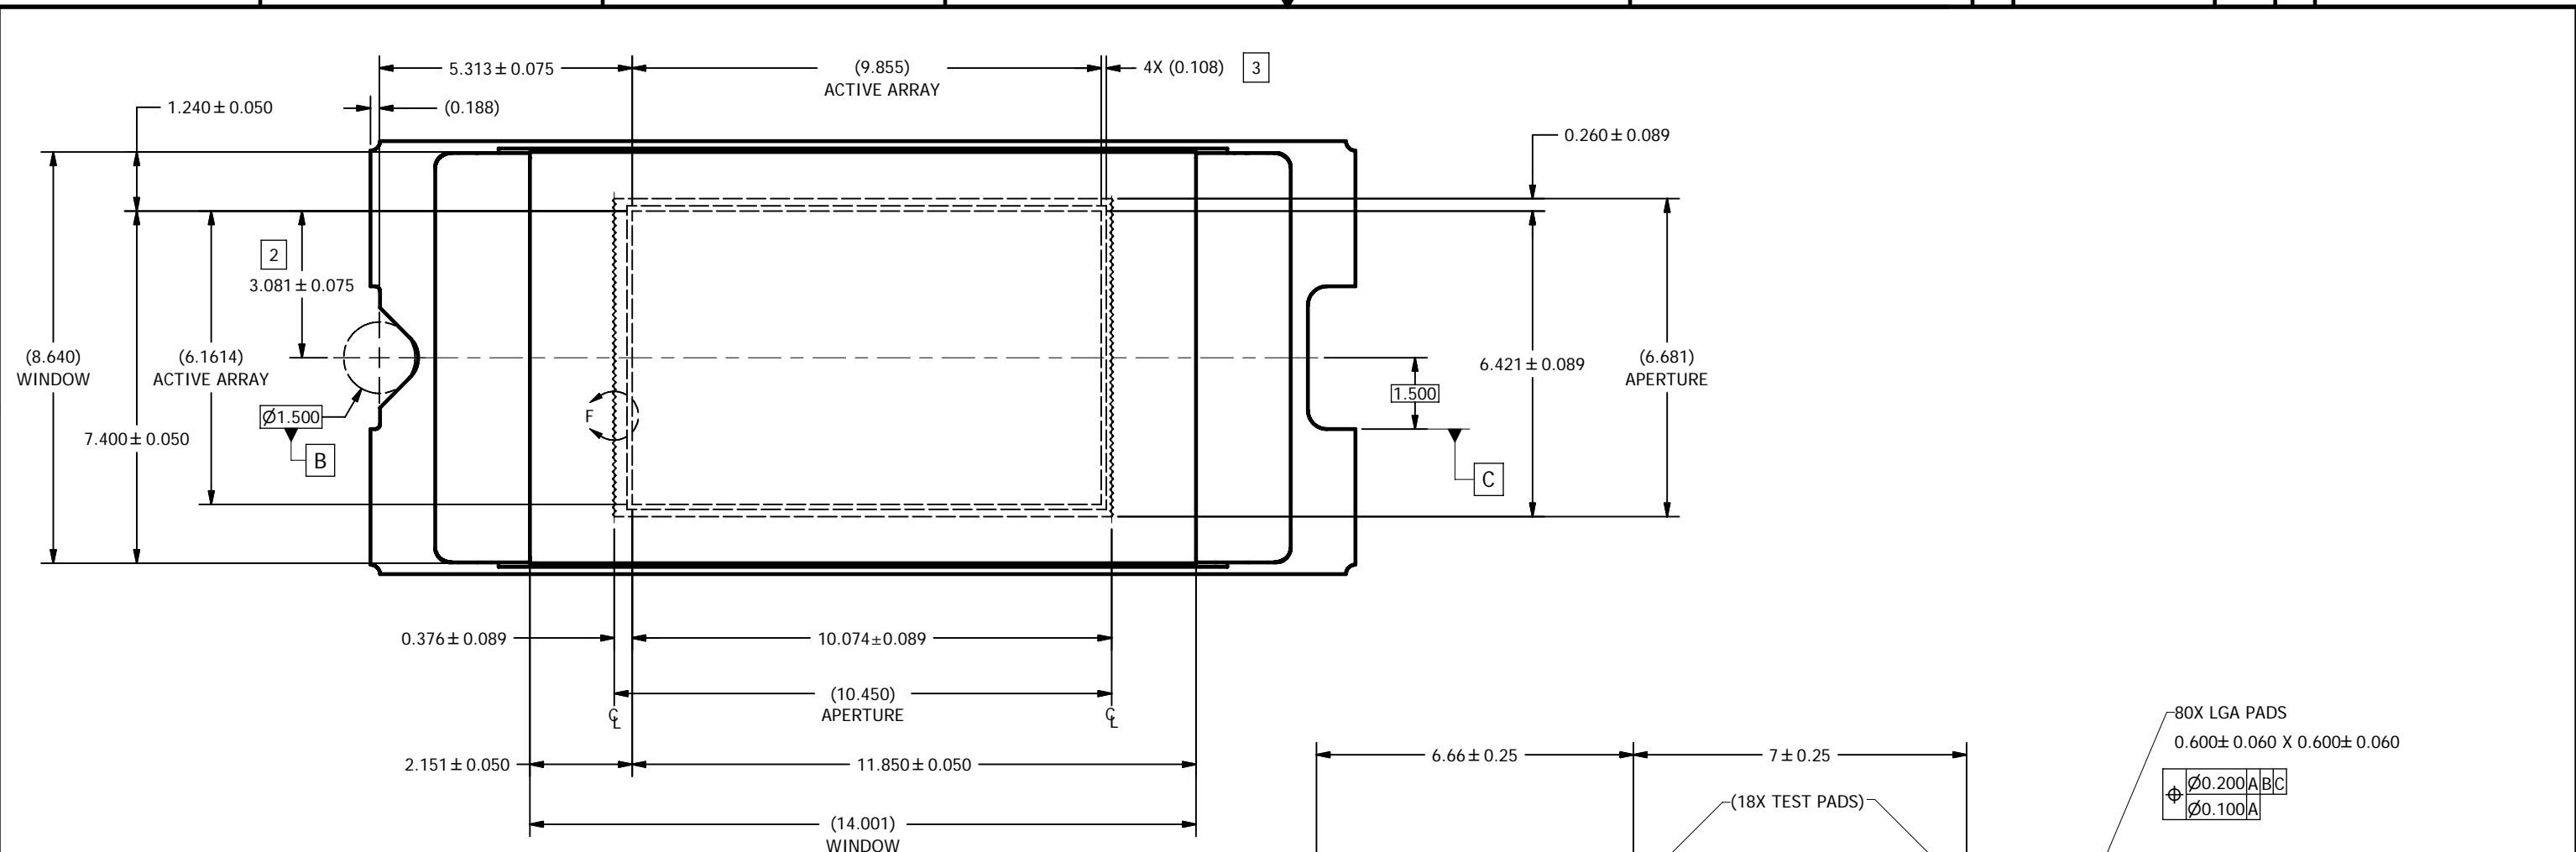 5.313±0.075
(9.855)
ACTIVE ARRAY
4X (0.108)
3
1.240±0.050
(0.188)
0.260±0.089
2
3.081±0.075
(8.640)
WINDOW
(6.1614)
ACTIVE ARRAY
6.421±0.089
(6.681)
APERTURE
1.500
Ø1.500
F
7.400±0.050
B
C
0.376±0.089
10.074±0.089
(10.450)
APERTURE
CL
CL
80X LGA PADS
0.600±0.060 X 0.600±0.060
2.151±0.050
11.850±0.050
6.66±0.25
7±0.25
Ø0.200 A B C
Ø0.100 A
(18X TEST PADS)
(14.001)
WINDOW